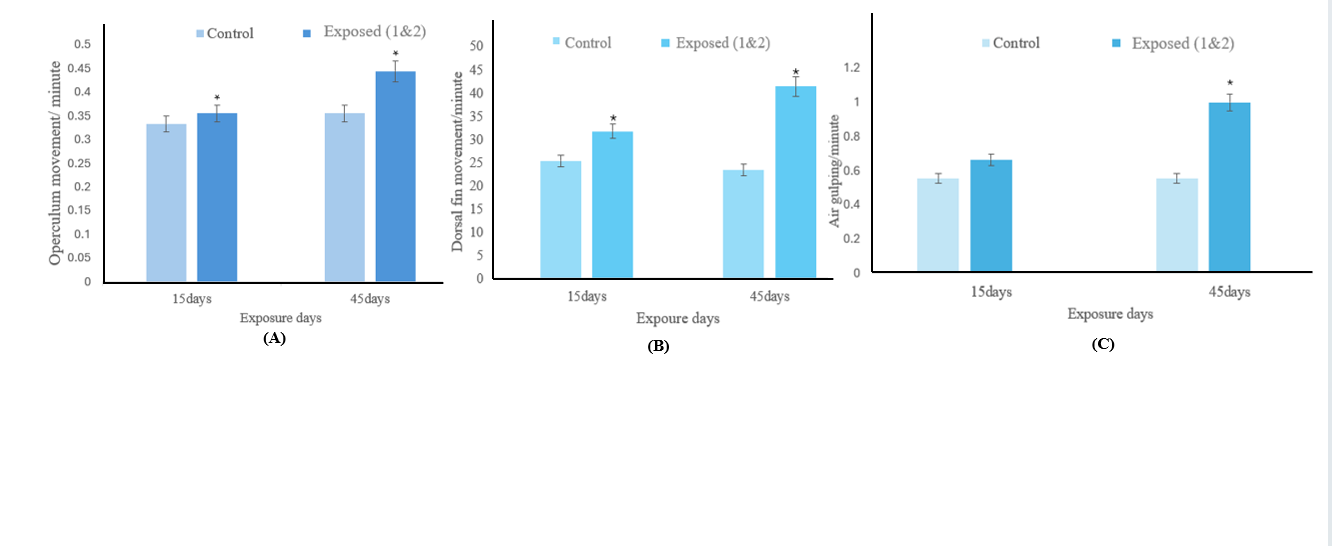 Control Exposed (1&2)
Operculum movement/ minute
0.5
0.45
0.4
0.35
0.3
0.25
0.2
0.15
0.1
0.05
0
*
*
15days 45days
Exposure days
(A)
Control Exposed (1&2)
Dorsal fin movement/minute
50
45
40
35
30
25
20
15
10
5
0
*
*
15days 45days
Expoure days
(B)
Control Exposed (1&2)
Air gulping/minute
1.2
1
0.8
0.6
0.4
0.2
0
*
15days 45days
Exposure days
(C)